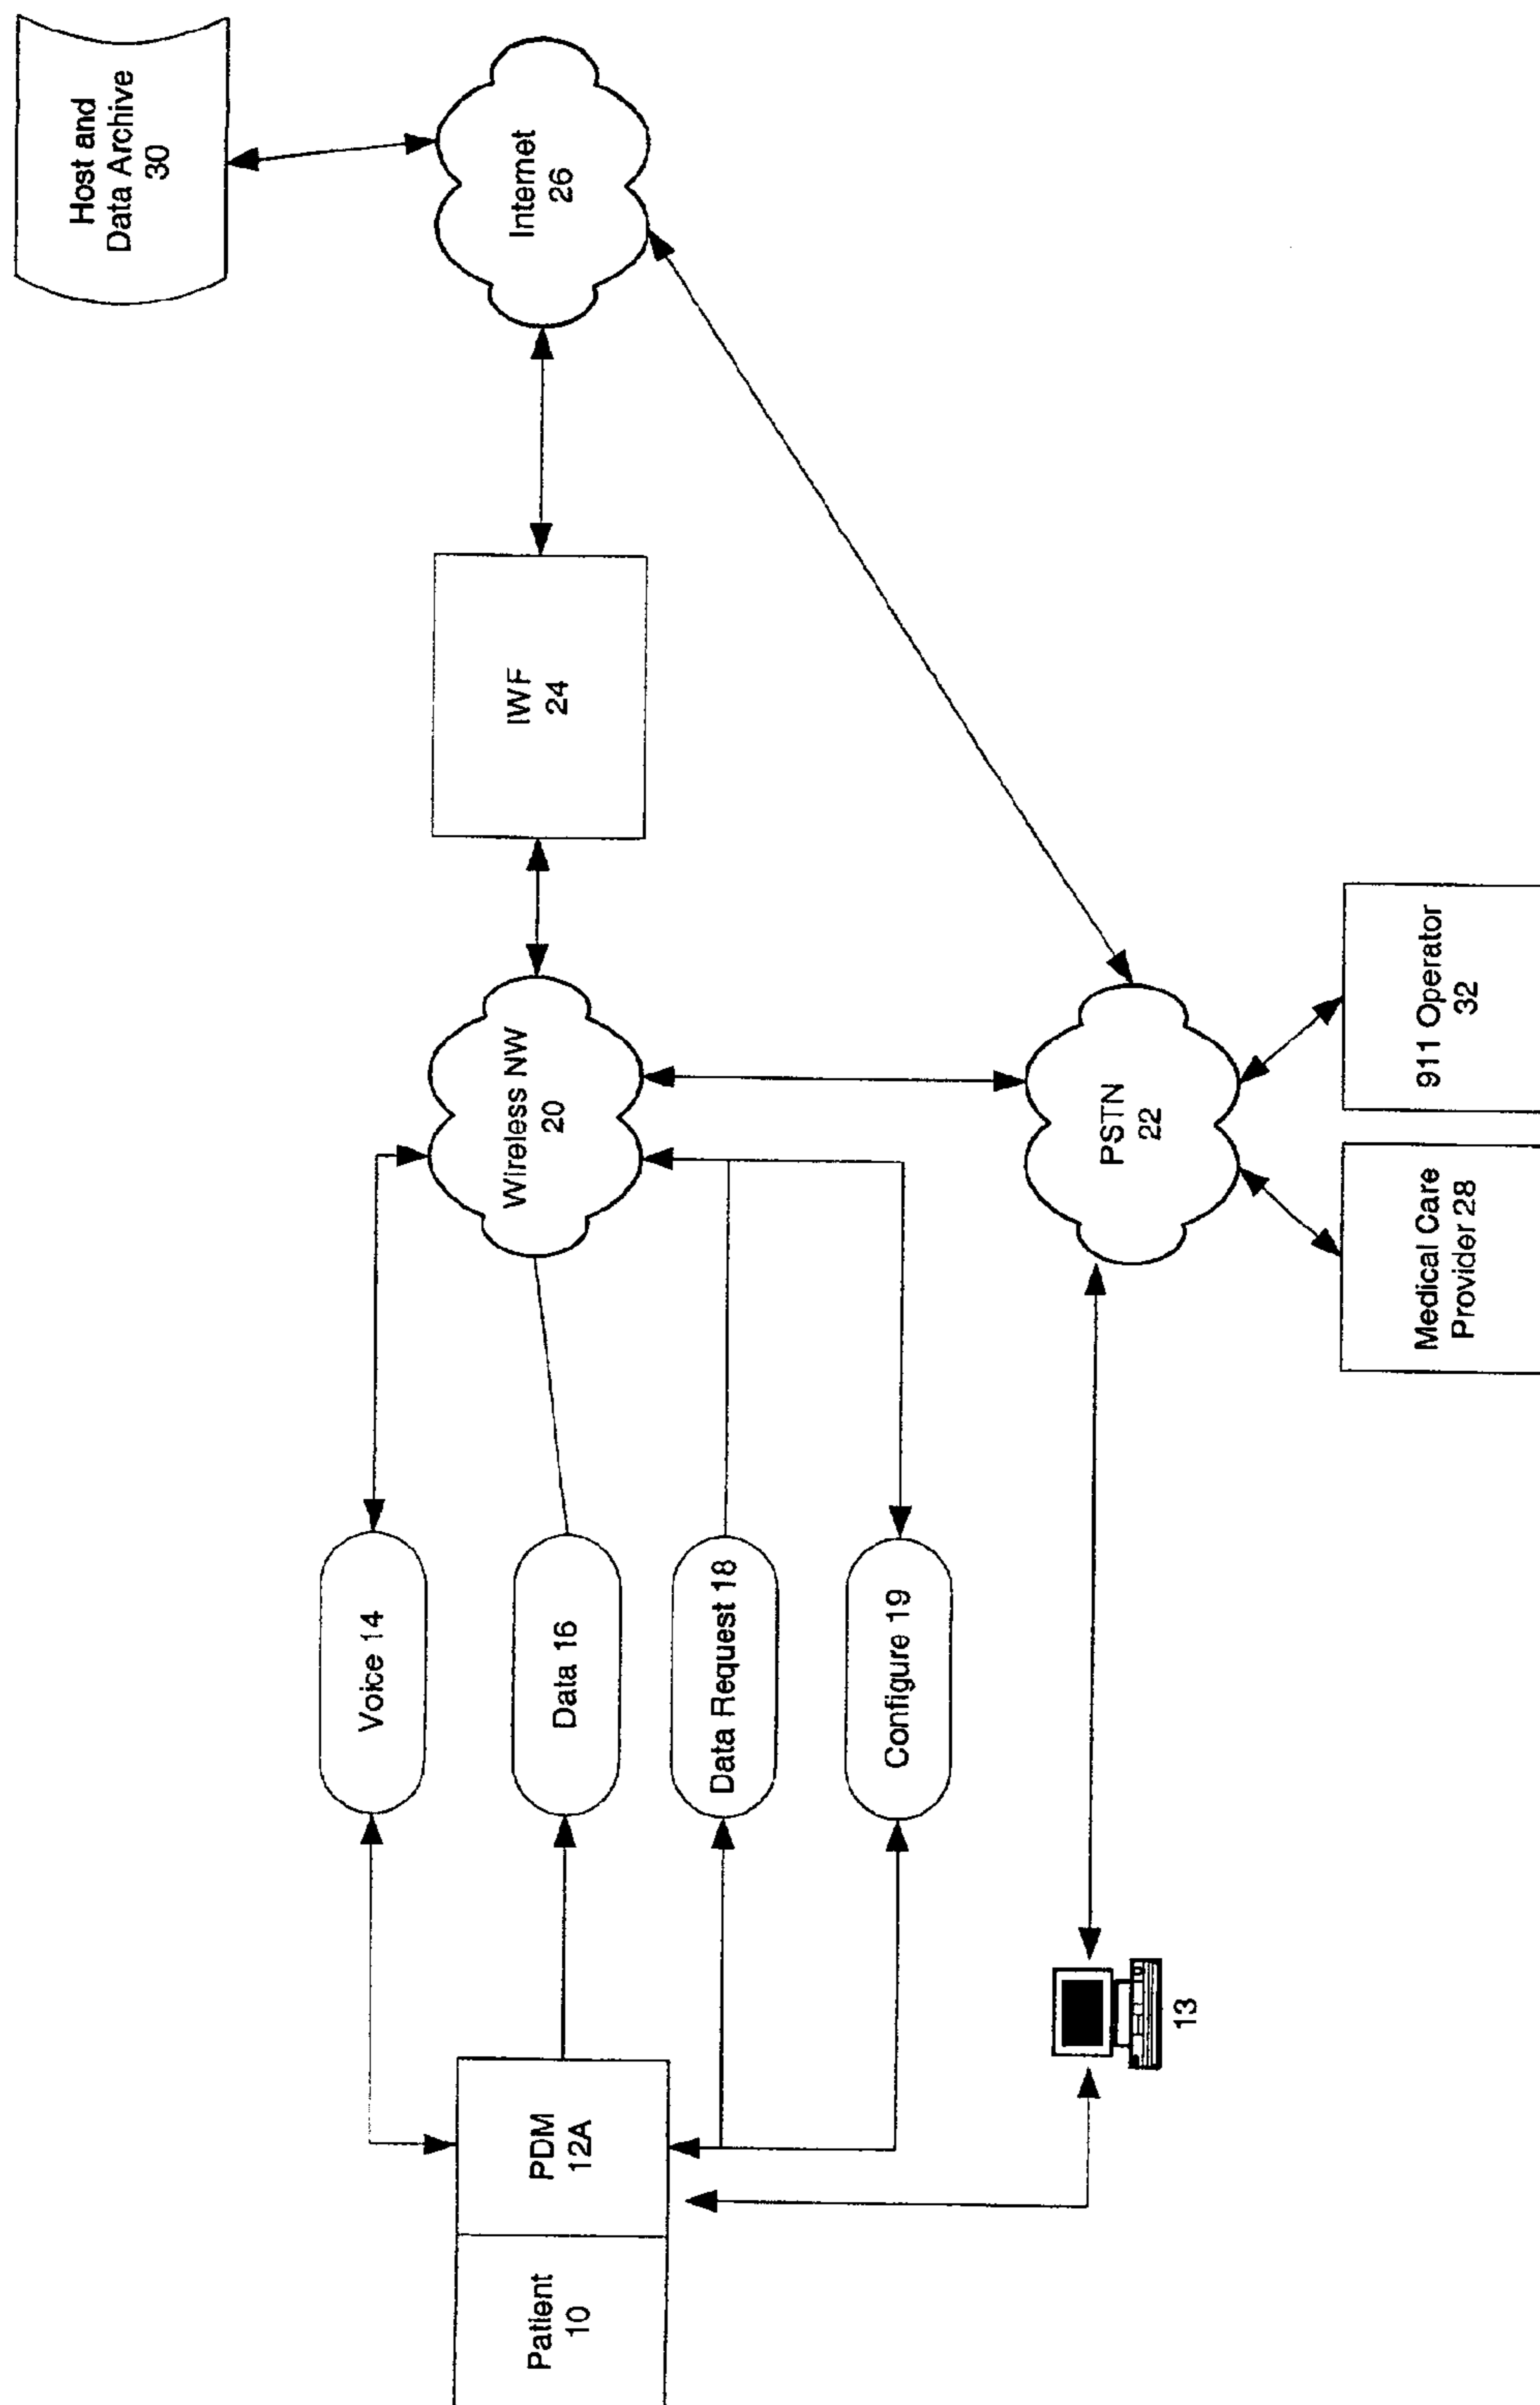 Host and
Data Archive
30
Internet
26
IWF
24
Wireless NW
20
Voice 14
Data 16
Data Request 18
Configure 19
PDM
12A
Patient
10
13
PSTN
22
911 Operator
32
Medical Care
Provider 28